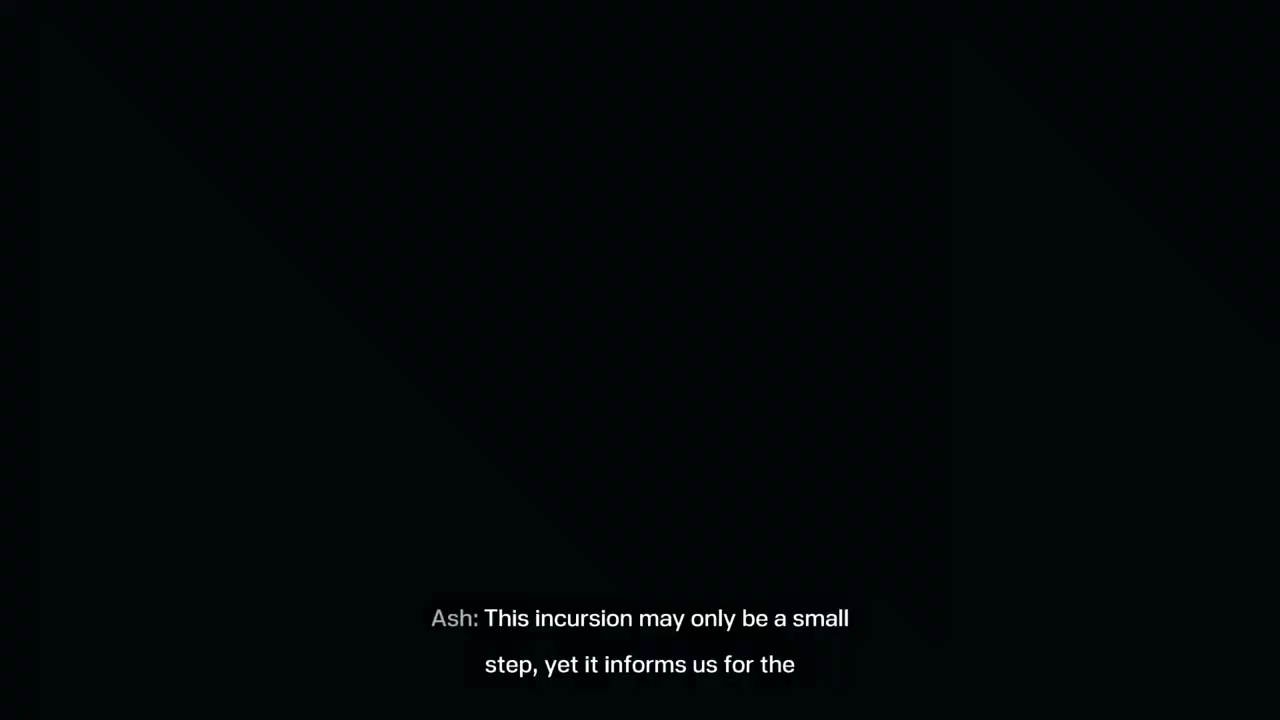 Ash: This incursion may only be a small
step, yet it informs us for the